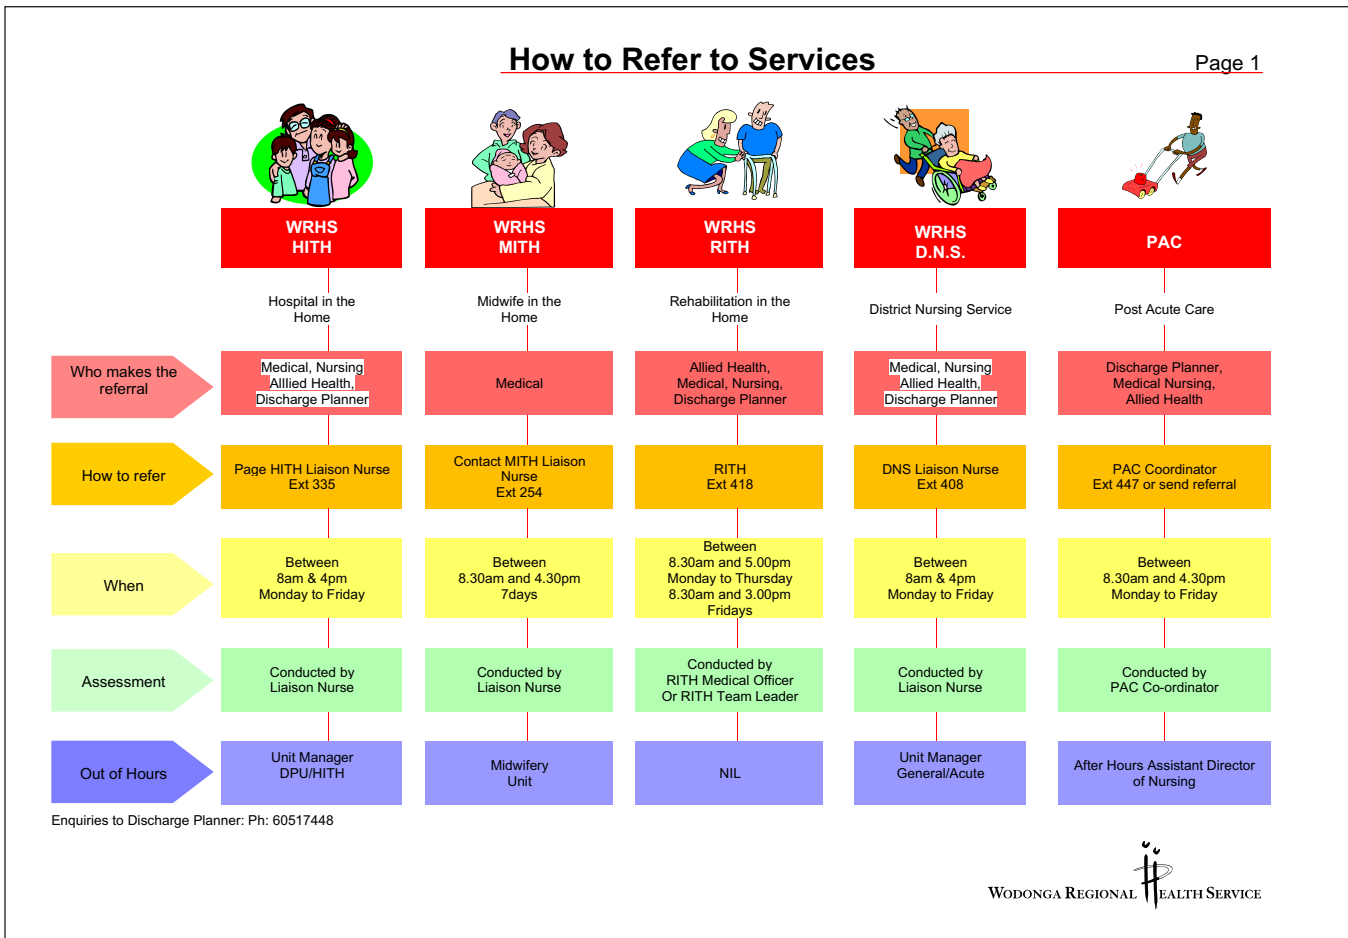 How to Refer to Services
Page 1
WRHS
HITH
WRHS
MITH
WRHS
RITH
WRHS
D.N.S.
PAC
Hospital in the
Home
Midwife in the
Home
Rehabilitation in the
Home
District Nursing Service
Post Acute Care
Who makes the
referral
Medical, Nursing
Alllied Health,
Discharge Planner
Medical
Allied Health,
Medical, Nursing,
Discharge Planner
Medical, Nursing
Allied Health,
Discharge Planner
Discharge Planner,
Medical Nursing,
Allied Health
How to refer
Page HITH Liaison Nurse
Ext 335
Contact MITH Liaison
Nurse
Ext 254
RITH
Ext 418
DNS Liaison Nurse
Ext 408
PAC Coordinator
Ext 447 or send referral
When
Between
8am & 4pm
Monday to Friday
Between
8.30am and 4.30pm
7days
Between
8.30am and 5.00pm
Monday to Thursday
8.30am and 3.00pm
Fridays
Between
8am & 4pm
Monday to Friday
Between
8.30am and 4.30pm
Monday to Friday
Assessment
Conducted by
Liaison Nurse
Conducted by
Liaison Nurse
Conducted by
RITH Medical Officer
Or RITH Team Leader
Conducted by
Liaison Nurse
Conducted by
PAC Co-ordinator
Out of Hours
Unit Manager
DPU/HITH
Midwifery
Unit
NIL
Unit Manager
General/Acute
After Hours Assistant Director
of Nursing
Enquiries to Discharge Planner: Ph: 60517448
WODONGA REGIONAL HEALTH SERVICE